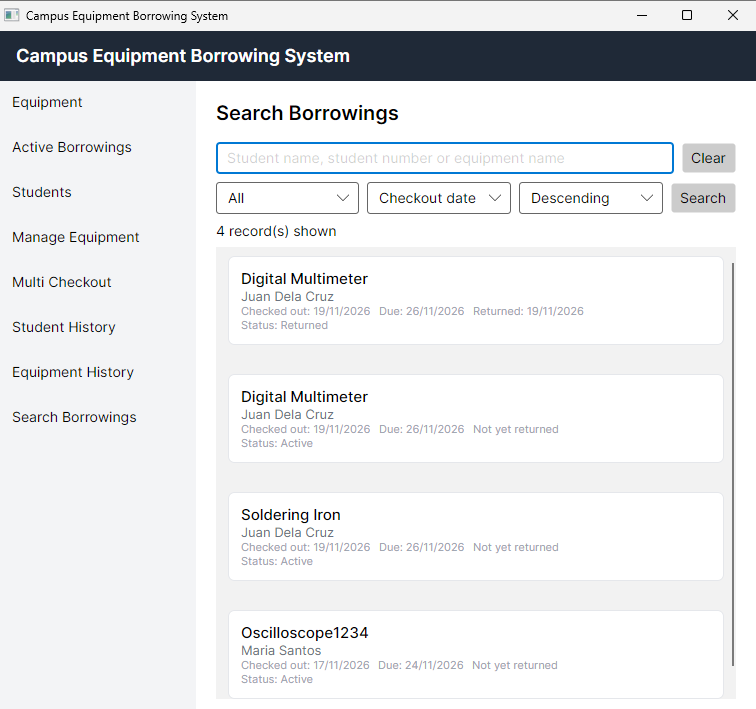 Campus Equipment Borrowing System
Campus Equipment Borrowing System
Equipment
Active Borrowings
Students
Manage Equipment
Multi Checkout
Student History
Equipment History
Search Borrowings
Search Borrowings
Student name, student number or equipment name
Clear
All
Checkout date
Descending
Search
4 record(s) shown
Digital Multimeter
Juan Dela Cruz
Checked out: 19/11/2026 Due: 26/11/2026 Returned: 19/11/2026
Status: Returned
Digital Multimeter
Juan Dela Cruz
Checked out: 19/11/2026 Due: 26/11/2026 Not yet returned
Status: Active
Soldering Iron
Juan Dela Cruz
Checked out: 19/11/2026 Due: 26/11/2026 Not yet returned
Status: Active
Oscilloscope1234
Maria Santos
Checked out: 17/11/2026 Due: 24/11/2026 Not yet returned
Status: Active